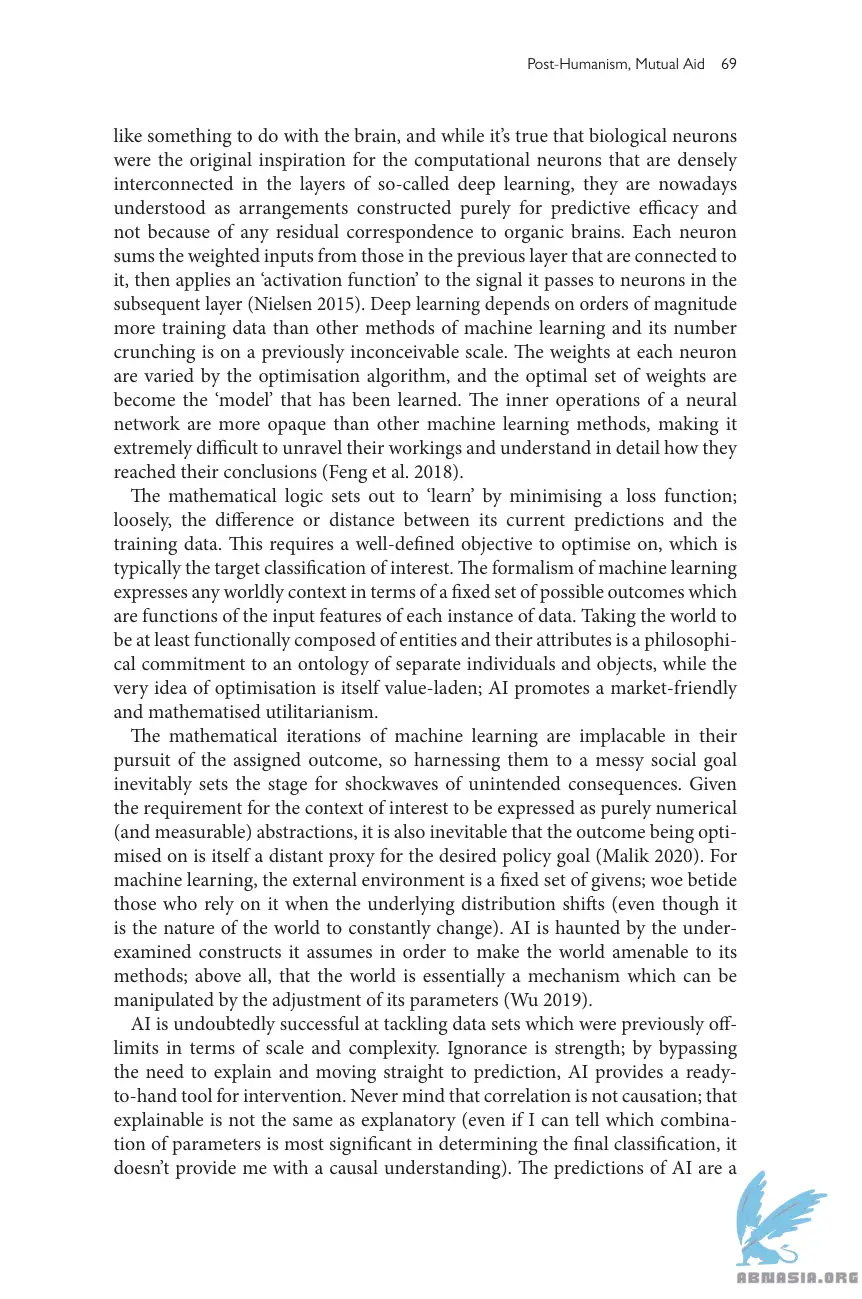 Post-Humanism, Mutual Aid 69
like something to do with the brain, and while it’s true that biological neurons
were the original inspiration for the computational neurons that are densely
interconnected in the layers of so-called deep learning, they are nowadays
understood as arrangements constructed purely for predictive efficacy and
not because of any residual correspondence to organic brains. Each neuron
sums the weighted inputs from those in the previous layer that are connected to
it, then applies an ‘activation function’ to the signal it passes to neurons in the
subsequent layer (Nielsen 2015). Deep learning depends on orders of magnitude
more training data than other methods of machine learning and its number
crunching is on a previously inconceivable scale. The weights at each neuron
are varied by the optimisation algorithm, and the optimal set of weights are
become the ‘model’ that has been learned. The inner operations of a neural
network are more opaque than other machine learning methods, making it
extremely difficult to unravel their workings and understand in detail how they
reached their conclusions (Feng et al. 2018).
The mathematical logic sets out to ‘learn’ by minimising a loss function;
loosely, the difference or distance between its current predictions and the
training data. This requires a well-defined objective to optimise on, which is
typically the target classification of interest. The formalism of machine learning
expresses any worldly context in terms of a fixed set of possible outcomes which
are functions of the input features of each instance of data. Taking the world to
be at least functionally composed of entities and their attributes is a philosophi-
cal commitment to an ontology of separate individuals and objects, while the
very idea of optimisation is itself value-laden; AI promotes a market-friendly
and mathematised utilitarianism.
The mathematical iterations of machine learning are implacable in their
pursuit of the assigned outcome, so harnessing them to a messy social goal
inevitably sets the stage for shockwaves of unintended consequences. Given
the requirement for the context of interest to be expressed as purely numerical
(and measurable) abstractions, it is also inevitable that the outcome being opti-
mised on is itself a distant proxy for the desired policy goal (Malik 2020). For
machine learning, the external environment is a fixed set of givens; woe betide
those who rely on it when the underlying distribution shifts (even though it
is the nature of the world to constantly change). AI is haunted by the under-
examined constructs it assumes in order to make the world amenable to its
methods; above all, that the world is essentially a mechanism which can be
manipulated by the adjustment of its parameters (Wu 2019).
AI is undoubtedly successful at tackling data sets which were previously off-
limits in terms of scale and complexity. Ignorance is strength; by bypassing
the need to explain and moving straight to prediction, AI provides a ready-
to-hand tool for intervention. Never mind that correlation is not causation; that
explainable is not the same as explanatory (even if I can tell which combina-
tion of parameters is most significant in determining the final classification, it
doesn’t provide me with a causal understanding). The predictions of AI are a
ABNASIA.ORG